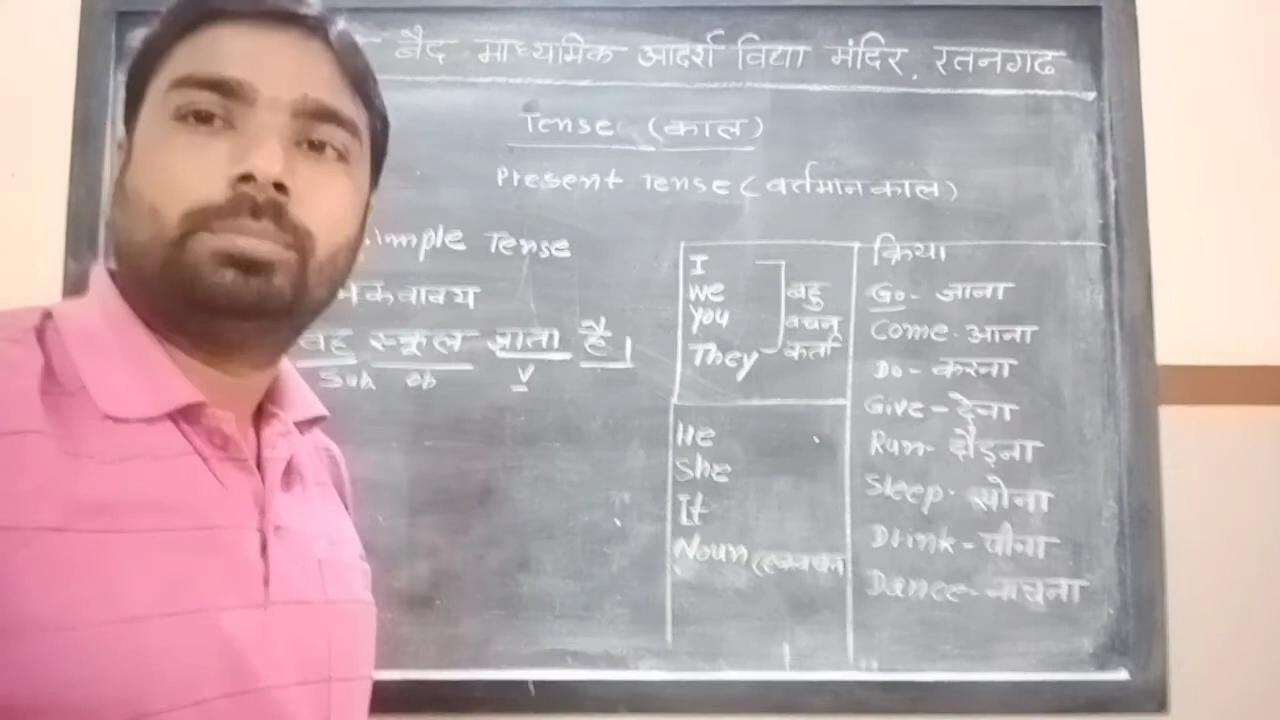 बैद माध्यमिक आदर्श विद्या मंदिर, रतनगढ
Tense (काल)
Present Tense (वर्तमान काल)
imple Tense
वाक्य
वह स्कूल जाता है।
Sub ob V
I
We
You
They
बहु
वचन
कर्ता
He
She
It
Noun (एकवचन
क्रिया
Go - जाना
Come - आना
Do - करना
Give - देना
Run - दौड़ना
Sleep - सोना
Drink - पीना
Dance - नाचना